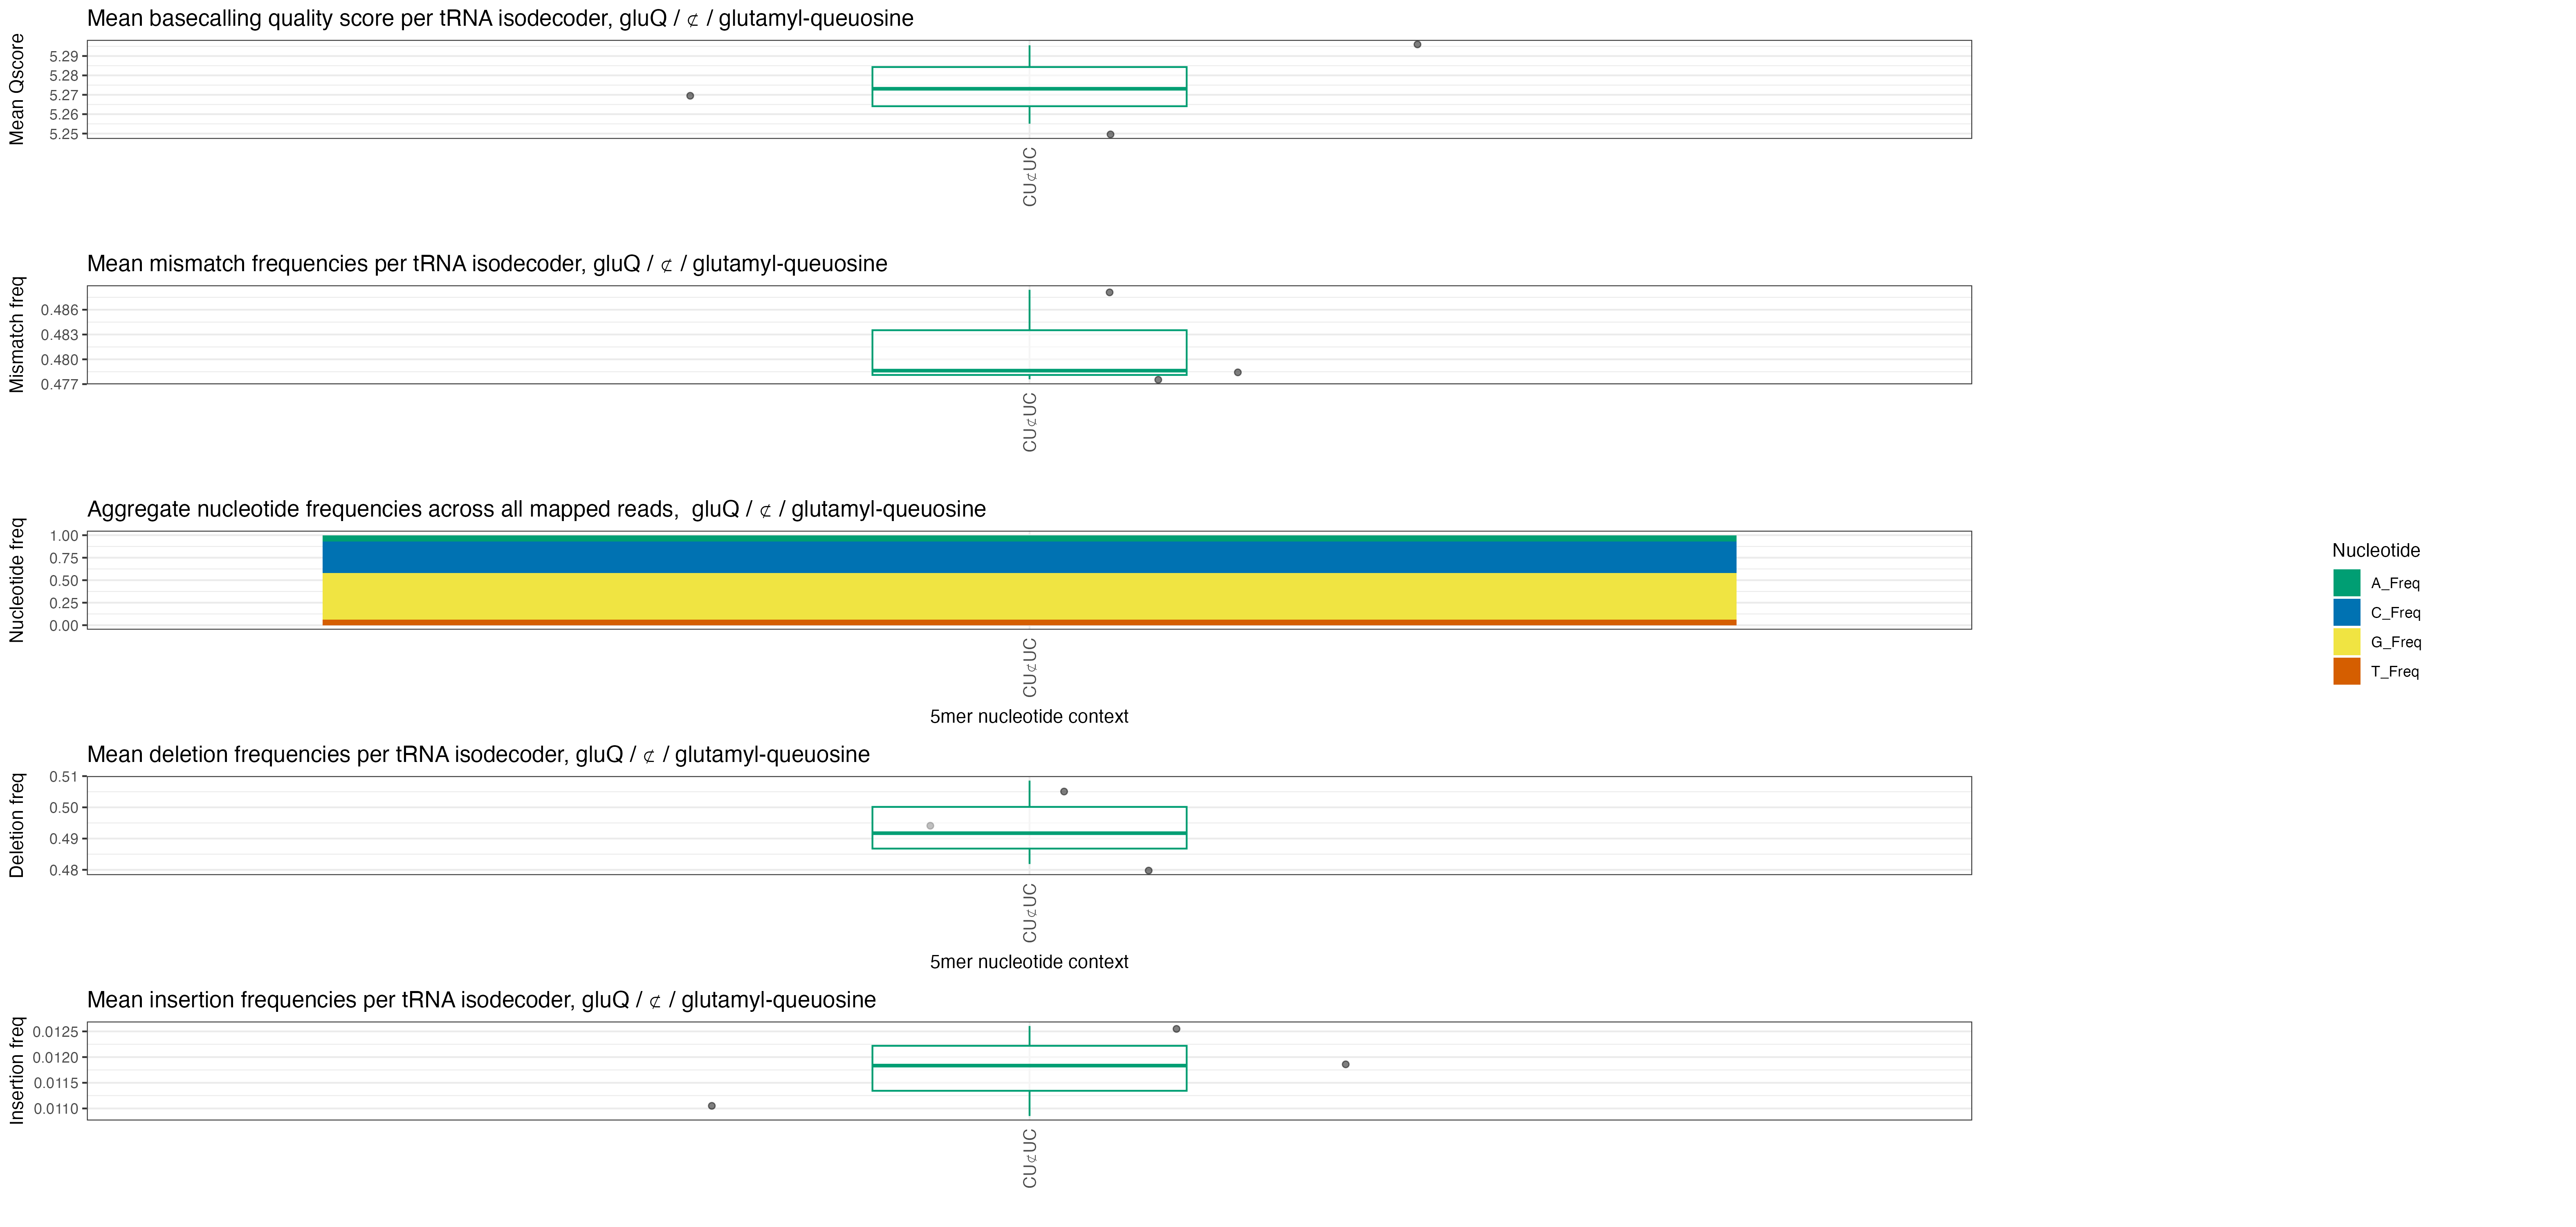 Mean basecalling quality score per tRNA isodecoder, gluQ / ⊄ / glutamyl-queuosine
Mean Qscore
5.29
5.28
5.27
5.26
5.25
CU⊄UC
Mean mismatch frequencies per tRNA isodecoder, gluQ / ⊄ / glutamyl-queuosine
Mismatch freq
0.486
0.483
0.480
0.477
CU⊄UC
Aggregate nucleotide frequencies across all mapped reads,  gluQ / ⊄ / glutamyl-queuosine
Nucleotide freq
1.00
0.75
0.50
0.25
0.00
CU⊄UC
5mer nucleotide context
Nucleotide
A_Freq
C_Freq
G_Freq
T_Freq
Mean deletion frequencies per tRNA isodecoder, gluQ / ⊄ / glutamyl-queuosine
Deletion freq
0.51
0.50
0.49
0.48
CU⊄UC
5mer nucleotide context
Mean insertion frequencies per tRNA isodecoder, gluQ / ⊄ / glutamyl-queuosine
Insertion freq
0.0125
0.0120
0.0115
0.0110
CU⊄UC